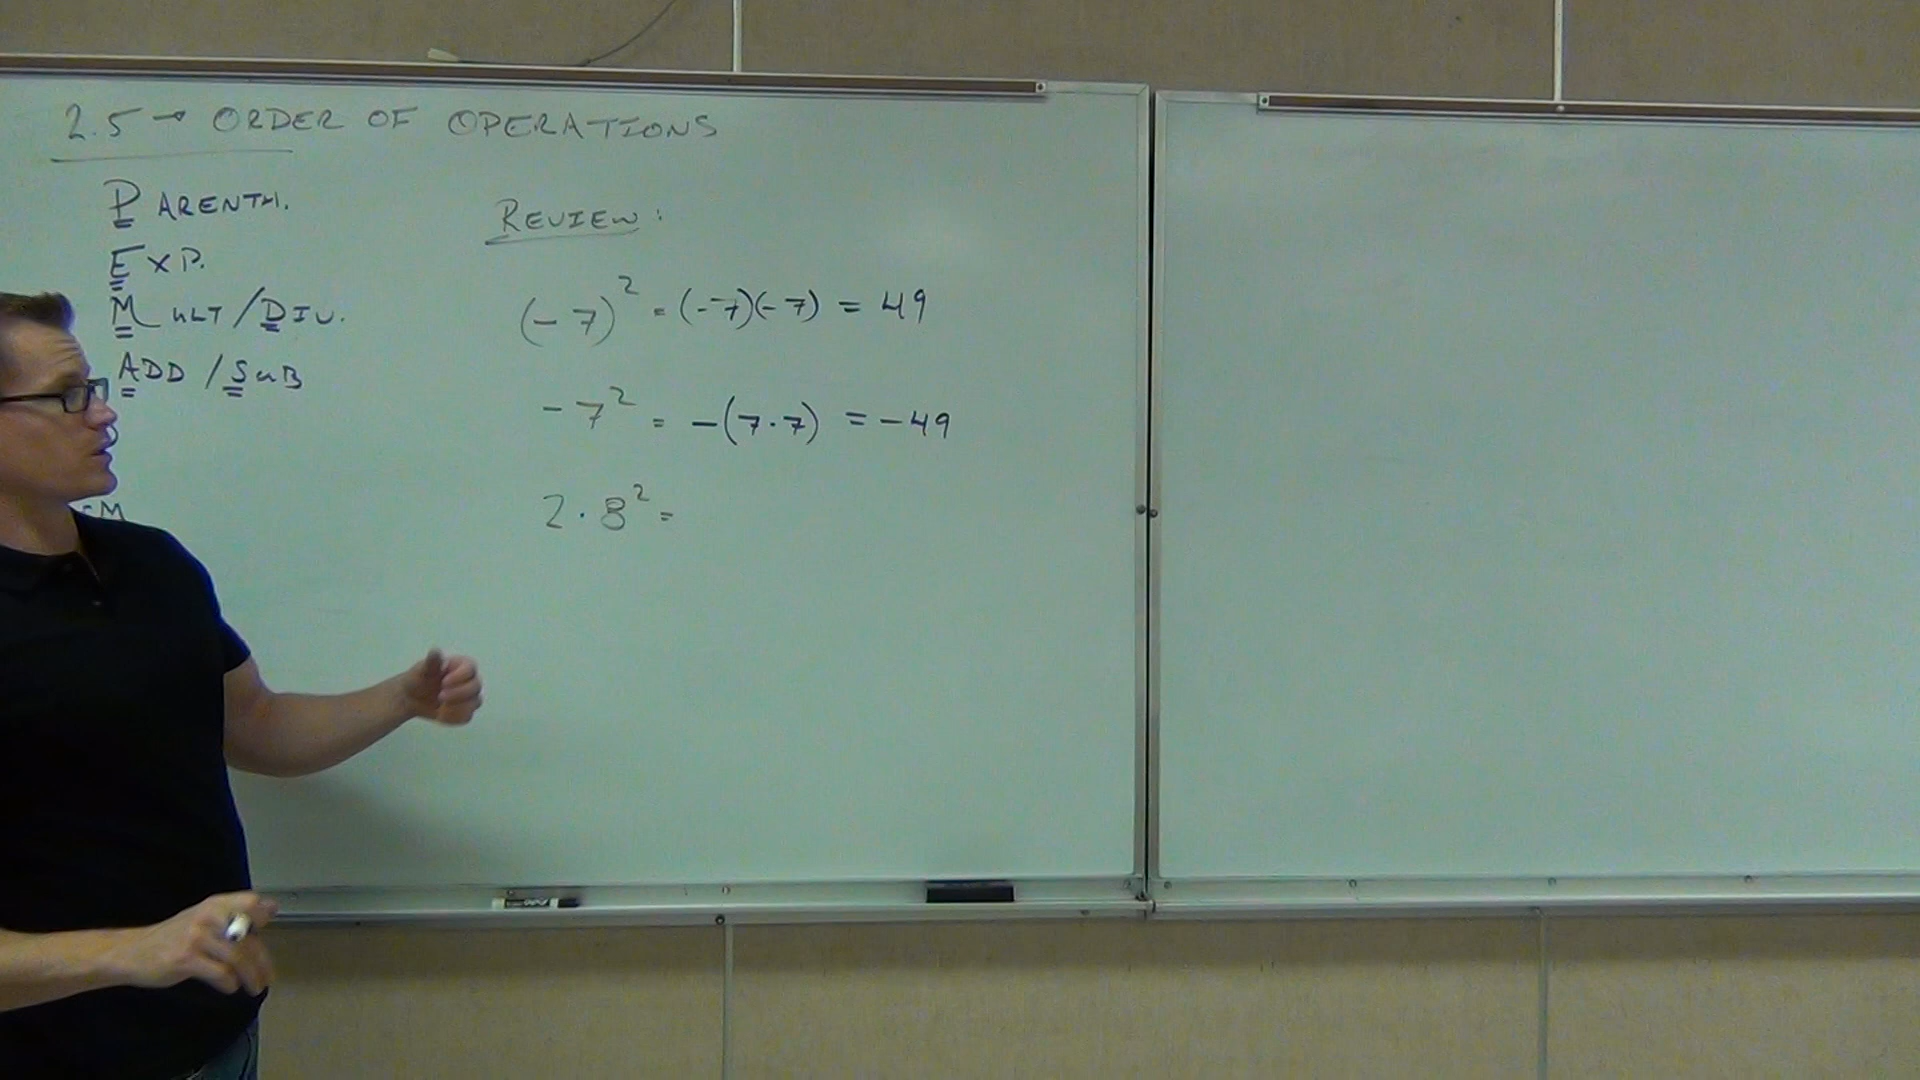 2.5 → ORDER OF OPERATIONS
PARENTH.
EXP.
MULT/DIV.
ADD/SUB
REVIEW:
(-7)² = (-7)(-7) = 49
-7² = -(7·7) = -49
2·8² =